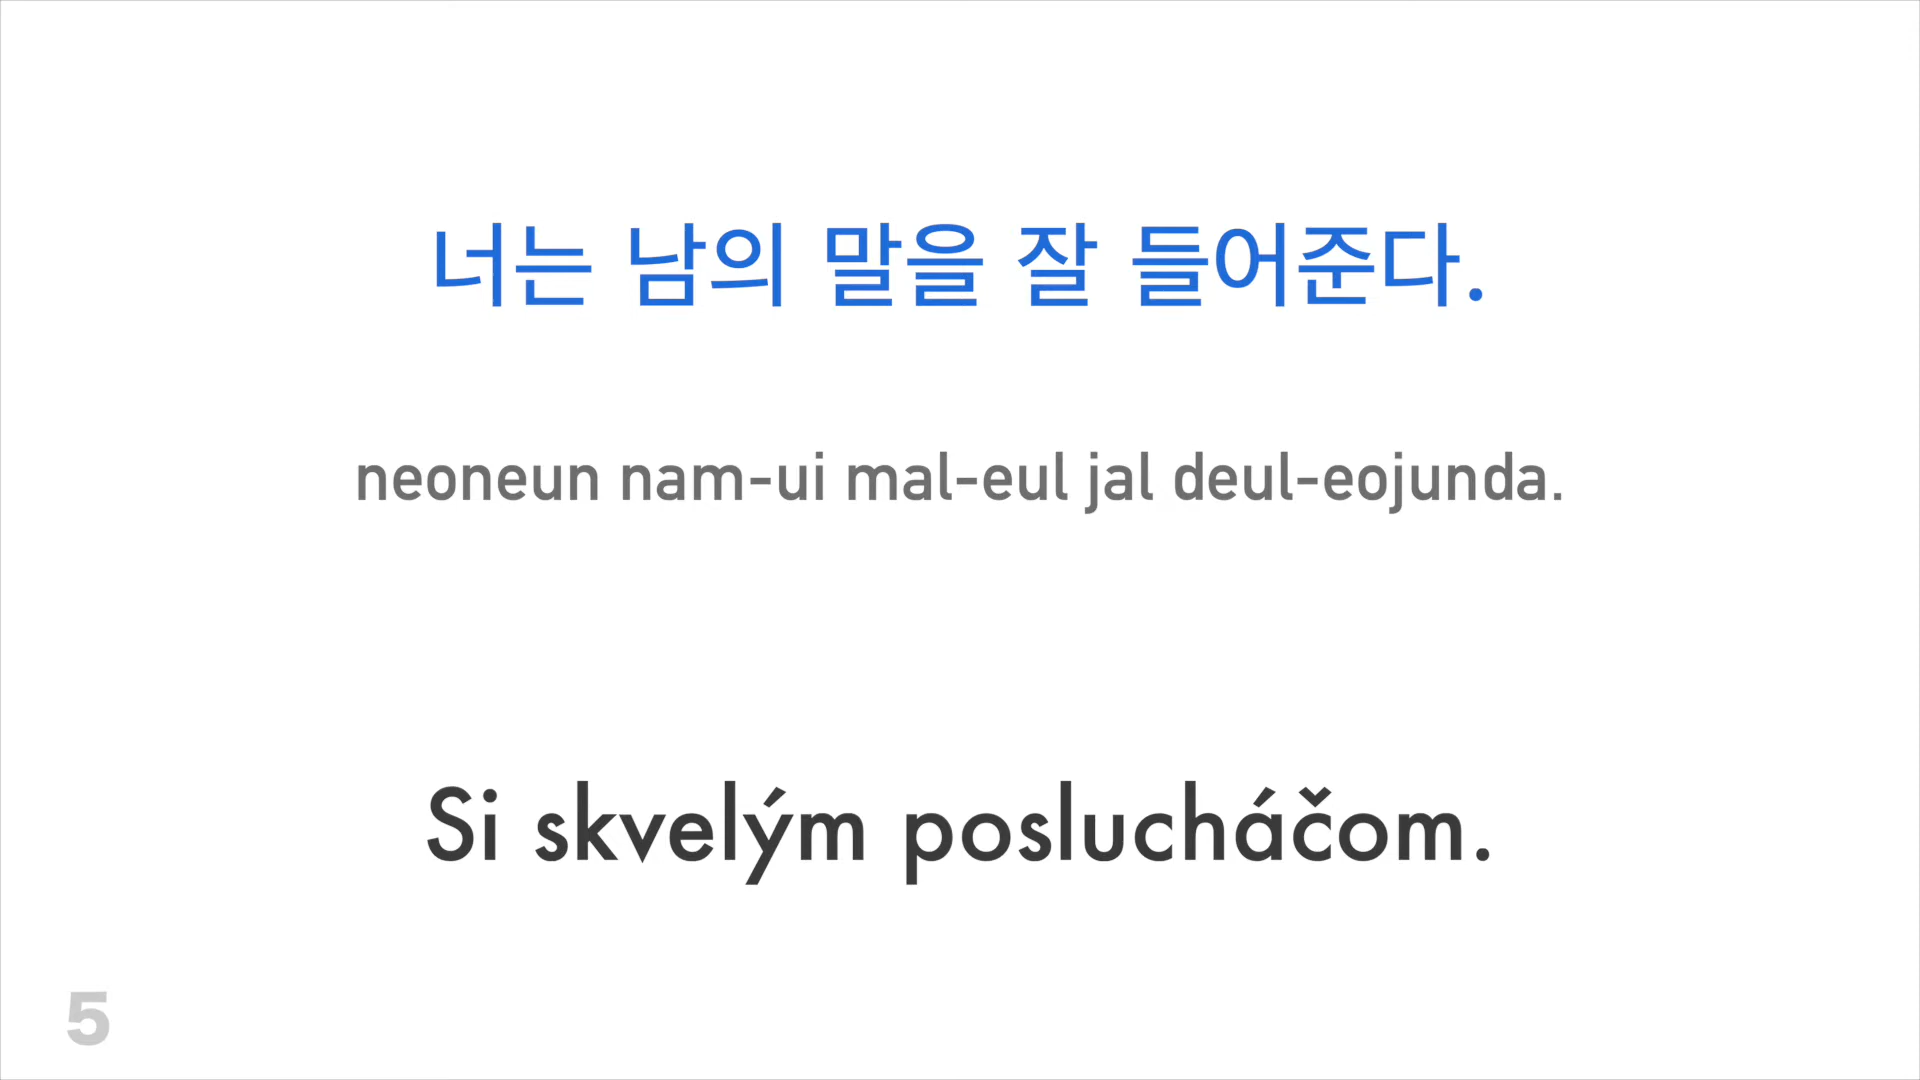 너는 남의 말을 잘 들어준다.
neoneun nam-ui mal-eul jal deul-eojunda.
Si skvelým poslucháčom.
5